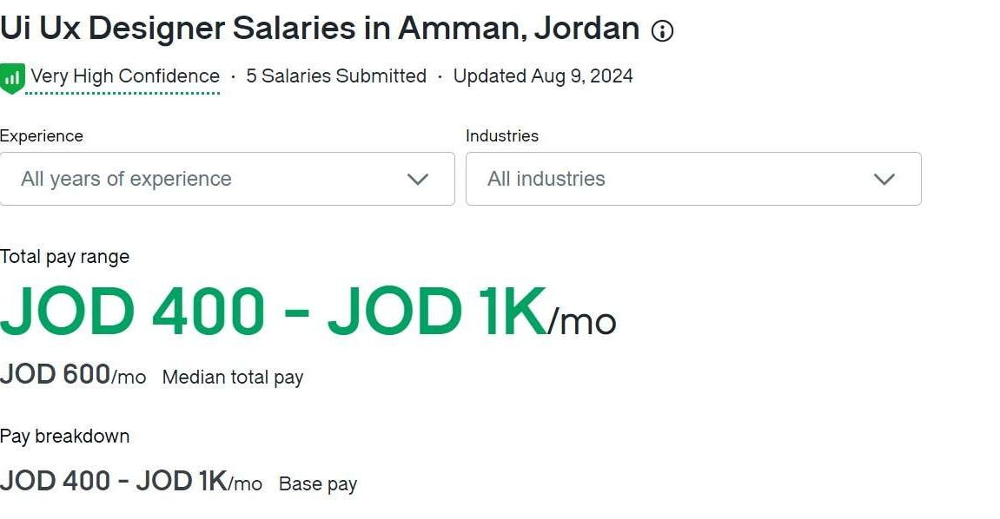 Ui Ux Designer Salaries in Amman, Jordan
Very High Confidence · 5 Salaries Submitted · Updated Aug 9, 2024
Experience Industries
All years of experience All industries
Total pay range
JOD 400 - JOD 1K/mo
JOD 600/mo Median total pay
Pay breakdown
JOD 400 - JOD 1K/mo Base pay